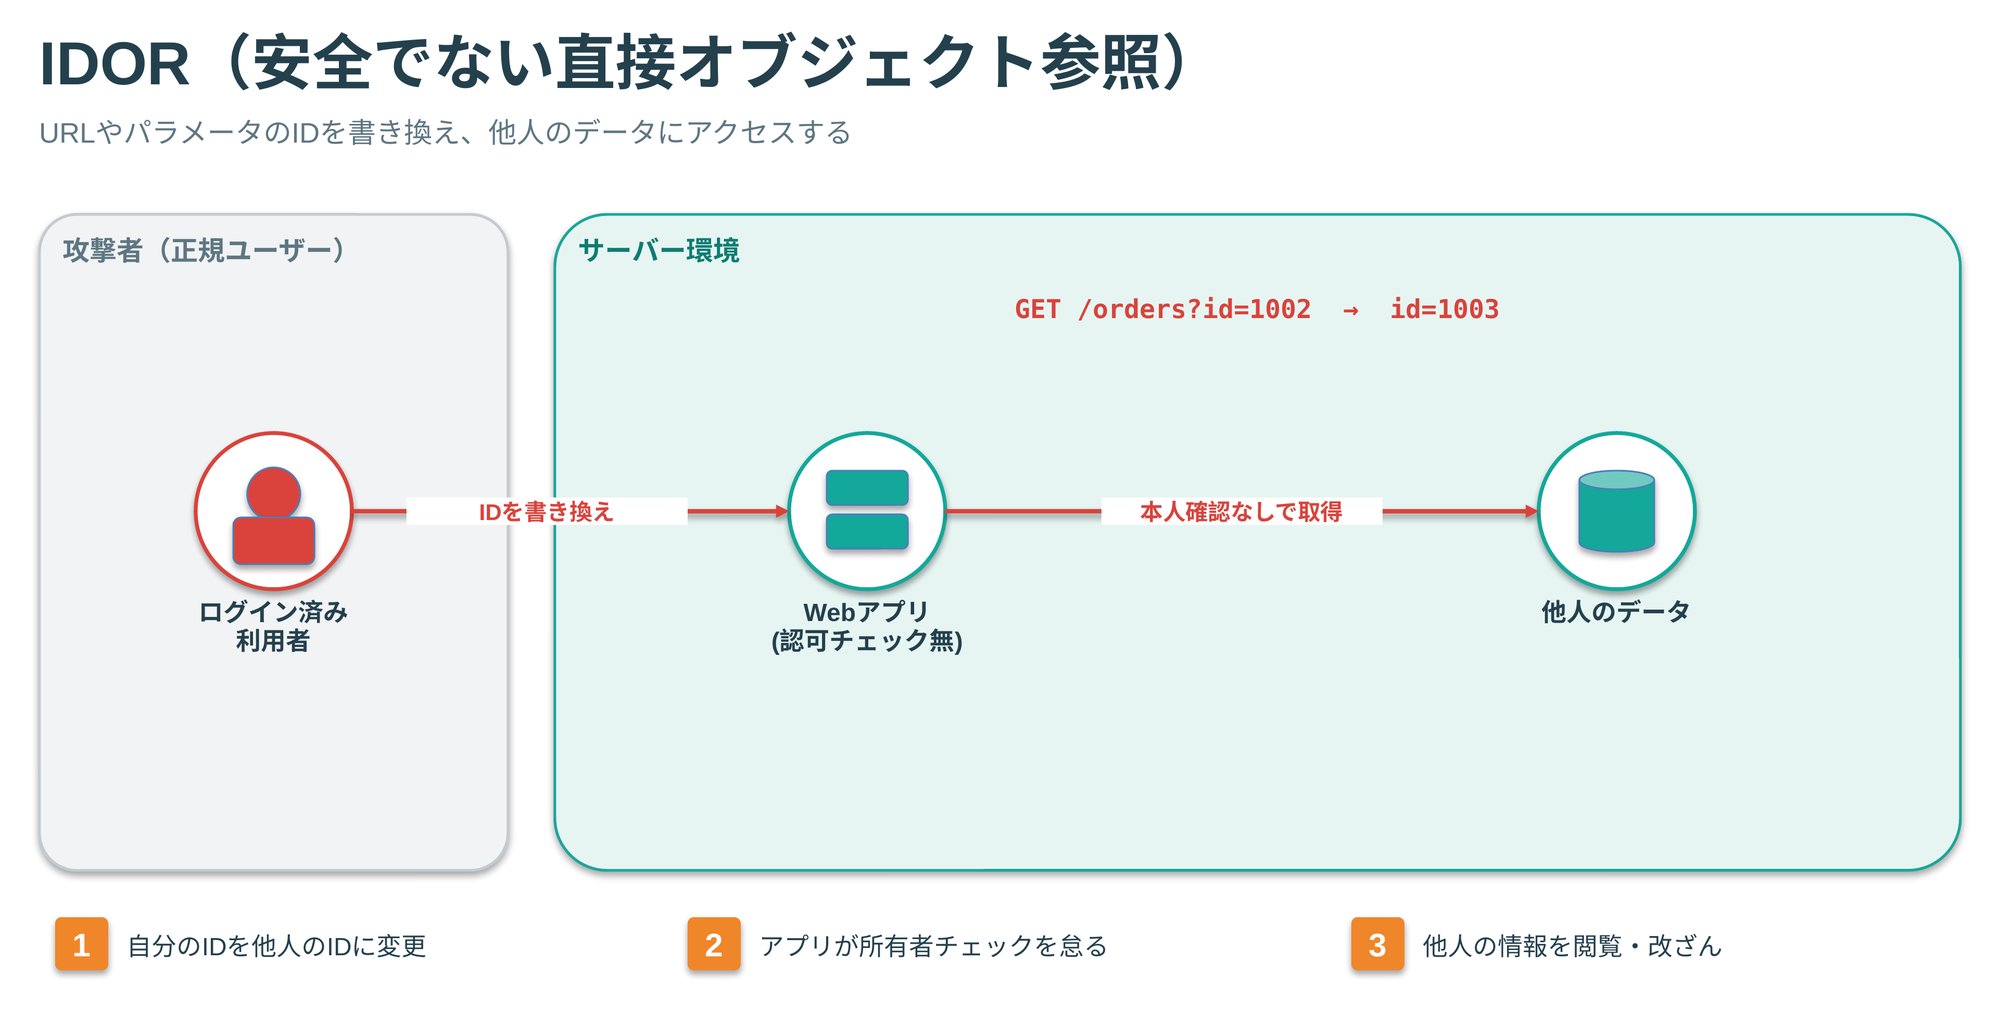 IDOR（安全でない直接オブジェクト参照）
URLやパラメータのIDを書き換え、他人のデータにアクセスする
攻撃者（正規ユーザー）
サーバー環境
GET /orders?id=1002 → id=1003
IDを書き換え
本人確認なしで取得
ログイン済み
利用者
Webアプリ
(認可チェック無)
他人のデータ
1 自分のIDを他人のIDに変更
2 アプリが所有者チェックを怠る
3 他人の情報を閲覧・改ざん